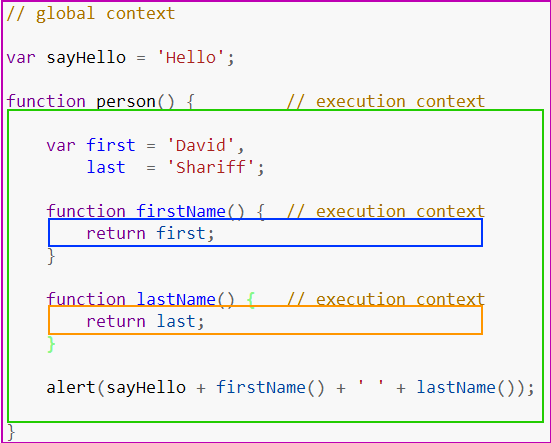 // global context
var sayHello = 'Hello';
function person() {          // execution context
    var first = 'David',
        last  = 'Shariff';
    function firstName() {  // execution context
        return first;
    }
    function lastName() {   // execution context
        return last;
    }
    alert(sayHello + firstName() + ' ' + lastName());
}